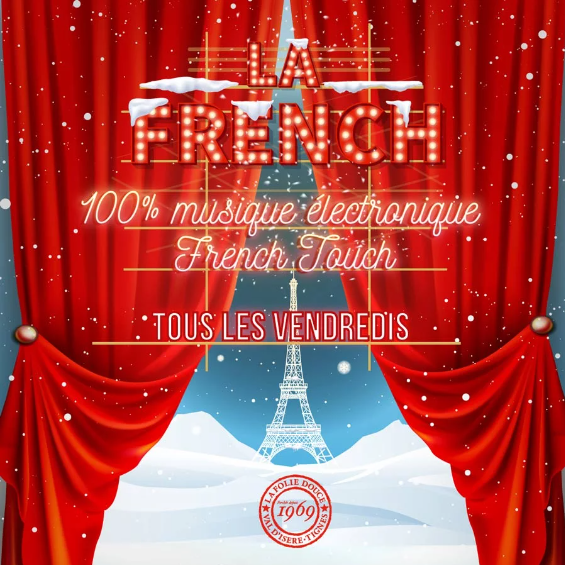 LA
FRENCH
100% musique électronique
French Touch
TOUS LES VENDREDIS
LA FOLIE DOUCE
1969
VAL D'ISERE-TIGNES